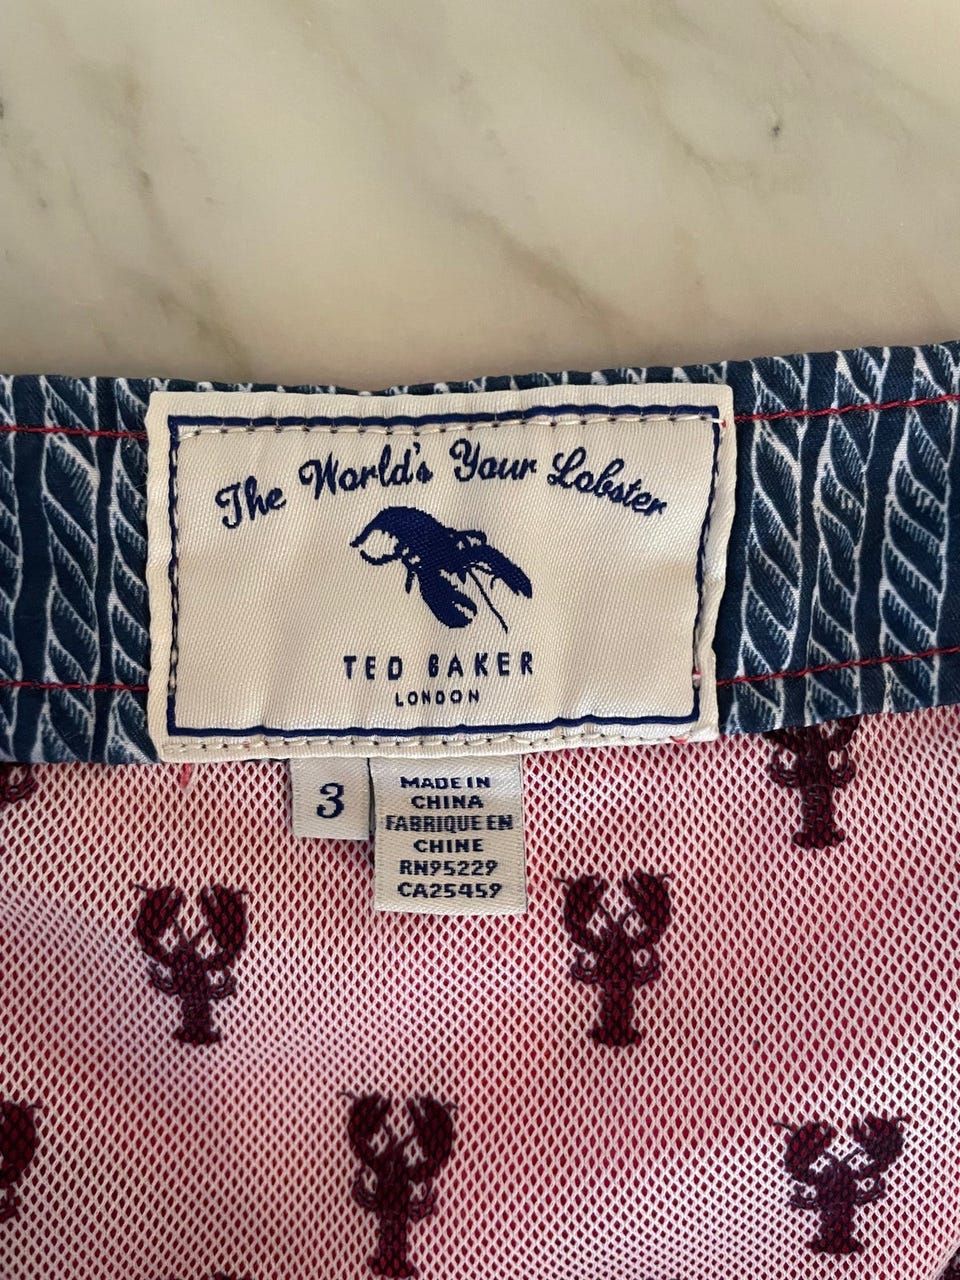 The World's Your Lobster
TED BAKER
LONDON
3
MADE IN
CHINA
FABRIQUE EN
CHINE
RN95229
CA25459